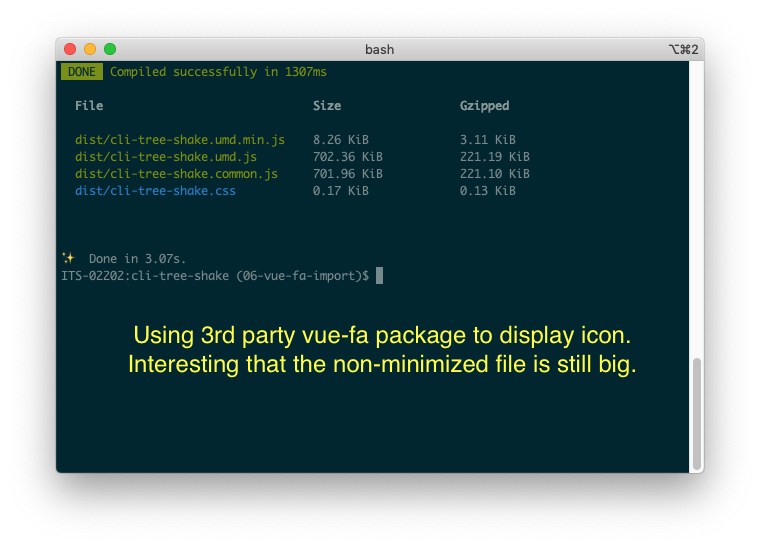 bash
⌥⌘2
DONE Compiled successfully in 1307ms
File Size Gzipped
dist/cli-tree-shake.umd.min.js 8.26 KiB 3.11 KiB
dist/cli-tree-shake.umd.js 702.36 KiB 221.19 KiB
dist/cli-tree-shake.common.js 701.96 KiB 221.10 KiB
dist/cli-tree-shake.css 0.17 KiB 0.13 KiB
✨ Done in 3.07s.
ITS-02202:cli-tree-shake (06-vue-fa-import)$
Using 3rd party vue-fa package to display icon.
Interesting that the non-minimized file is still big.